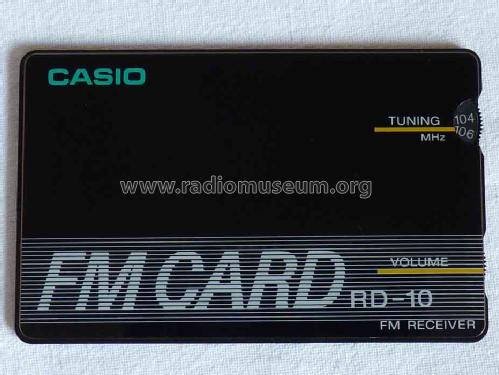 CASIO
TUNING 104
MHz 106
www.radiomuseum.org
VOLUME
FM CARD RD-10
FM RECEIVER